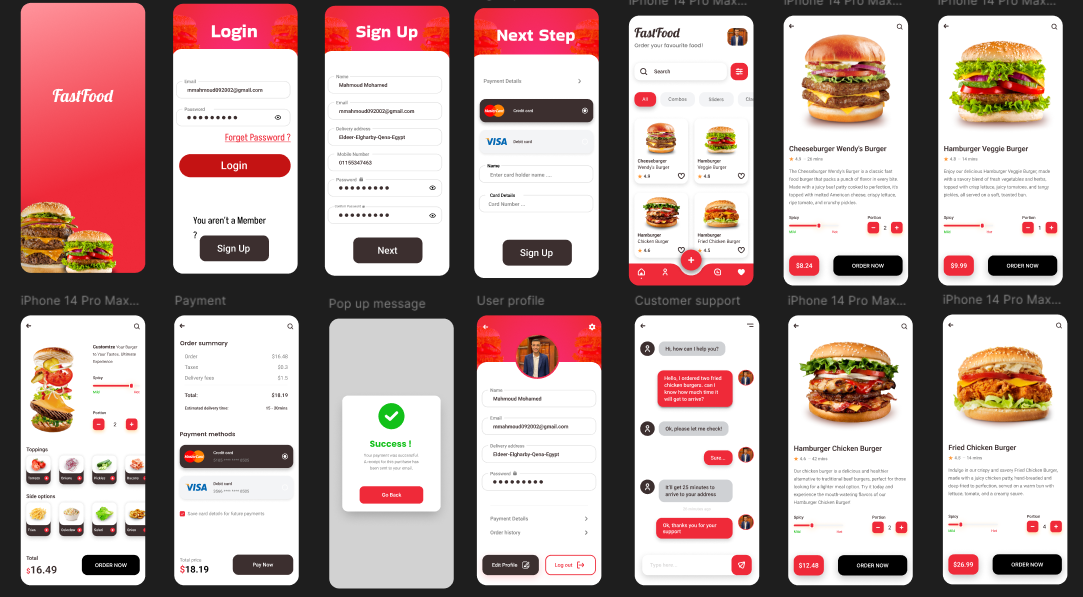 iPhone 14 Pro Max...
iPhone 14 Pro Max...
iPhone 14 Pro Max...
FastFood
Login
Email
mmahmoud092002@gmail.com
Password
Forget Password ?
Login
You aren't a Member
?
Sign Up
Sign Up
Name
Mahmoud Mohamed
Email
mmahmoud092002@gmail.com
Delivery address
Eldeer-Elgharby-Qena-Egypt
Mobile Number
01155347463
Password
Next
Next Step
Payment Details
MasterCard
Credit card
VISA
Debit card
Name
Enter card holder name ....
Card Details
Card Number ...
Sign Up
FastFood
Order your favourite food!
Search
All
Combos
Sliders
Cla
Cheeseburger
Wendy's Burger
4.9
Hamburger
Veggie Burger
4.8
Hamburger
Chicken Burger
4.6
Hamburger
Fried Chicken Burger
4.5
Cheeseburger Wendy's Burger
4.9 - 26 mins
The Cheeseburger Wendy's Burger is a classic fast
food burger that packs a punch of flavor in every bite.
Made with a juicy beef patty cooked to perfection, it's
topped with melted American cheese, crispy lettuce,
ripe tomato, and crunchy pickles.
Spicy
Mild
Hot
Portion
2
$8.24
ORDER NOW
Hamburger Veggie Burger
4.8 - 14 mins
Enjoy our delicious Hamburger Veggie Burger, made
with a savory blend of fresh vegetables and herbs,
topped with crisp lettuce, juicy tomatoes, and tangy
pickles, all served on a soft, toasted bun.
Spicy
Mild
Hot
Portion
1
$9.99
ORDER NOW
iPhone 14 Pro Max...
Payment
Pop up message
User profile
Customer support
iPhone 14 Pro Max...
iPhone 14 Pro Max...
Customize Your Burger
to Your Tastes. Ultimate
Experience
Spicy
Mild
Hot
Portion
2
Toppings
Tomato
Onions
Pickles
Bacons
Side options
Fries
Coleslaw
Salad
Onion
Total
$16.49
ORDER NOW
Order summary
Order
$16.48
Taxes
$0.3
Delivery fees
$1.5
Total:
$18.19
Estimated delivery time:
15 - 30mins
Payment methods
MasterCard
Credit card
VISA
Debit card
Save card details for future payments
Total price
$18.19
Pay Now
Success !
Your payment was successful.
A receipt for this purchase has
been sent to your email.
Go Back
Name
Mahmoud Mohamed
Email
mmahmoud092002@gmail.com
Delivery address
Eldeer-Elgharby-Qena-Egypt
Password
Payment Details
Order history
Edit Profile
Log out
Hi, how can I help you?
Hello, I ordered two fried
chicken burgers. can I
know how much time it
will get to arrive?
Ok, please let me check!
Sure...
It'll get 25 minutes to
arrive to your address
Ok, thanks you for your
support
Type here...
Hamburger Chicken Burger
4.6 - 42 mins
Our chicken burger is a delicious and healthier
alternative to traditional beef burgers, perfect for those
looking for a lighter meal option. Try it today and
experience the mouth-watering flavors of our
Hamburger Chicken Burger!
Spicy
Mild
Hot
Portion
2
$12.48
ORDER NOW
Fried Chicken Burger
4.5 - 14 mins
Indulge in our crispy and savory Fried Chicken Burger,
made with a juicy chicken patty, hand-breaded and
deep-fried to perfection, served on a warm bun with
lettuce, tomato, and a creamy sauce.
Spicy
Mild
Hot
Portion
4
$26.99
ORDER NOW